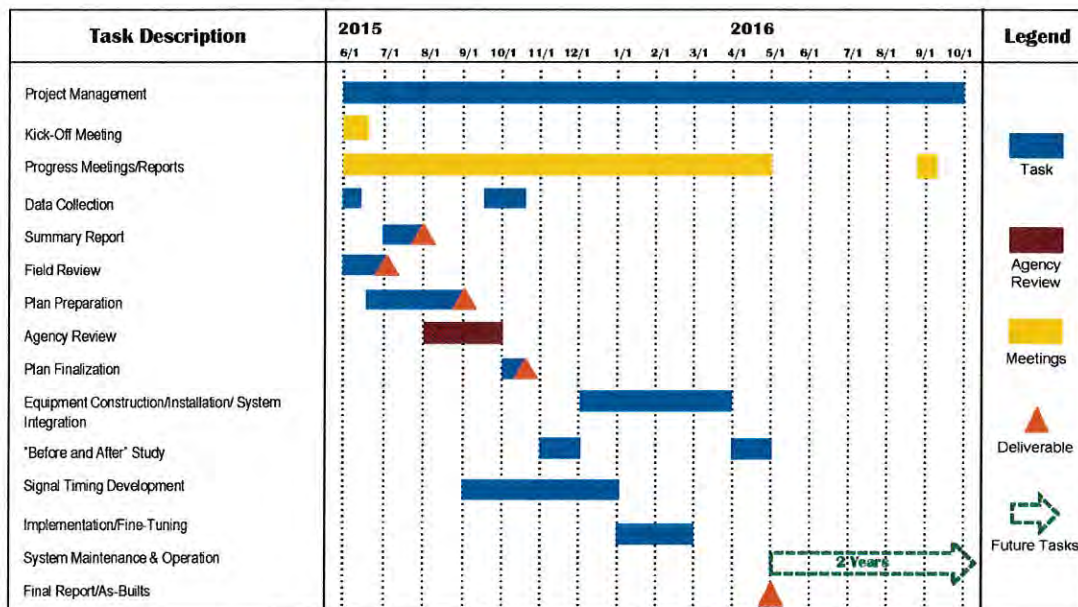 Task Description
2015
2016
Legend
6/1 7/1 8/1 9/1 10/1 11/1 12/1 1/1 2/1 3/1 4/1 5/1 6/1 7/1 8/1 9/1 10/1
Project Management
Kick-Off Meeting
Progress Meetings/Reports
Data Collection
Summary Report
Field Review
Plan Preparation
Agency Review
Plan Finalization
Equipment Construction/Installation/ System
Integration
"Before and After" Study
Signal Timing Development
Implementation/Fine-Tuning
System Maintenance & Operation
2 Years
Final Report/As-Builts
Task
Agency
Review
Meetings
Deliverable
Future Tasks